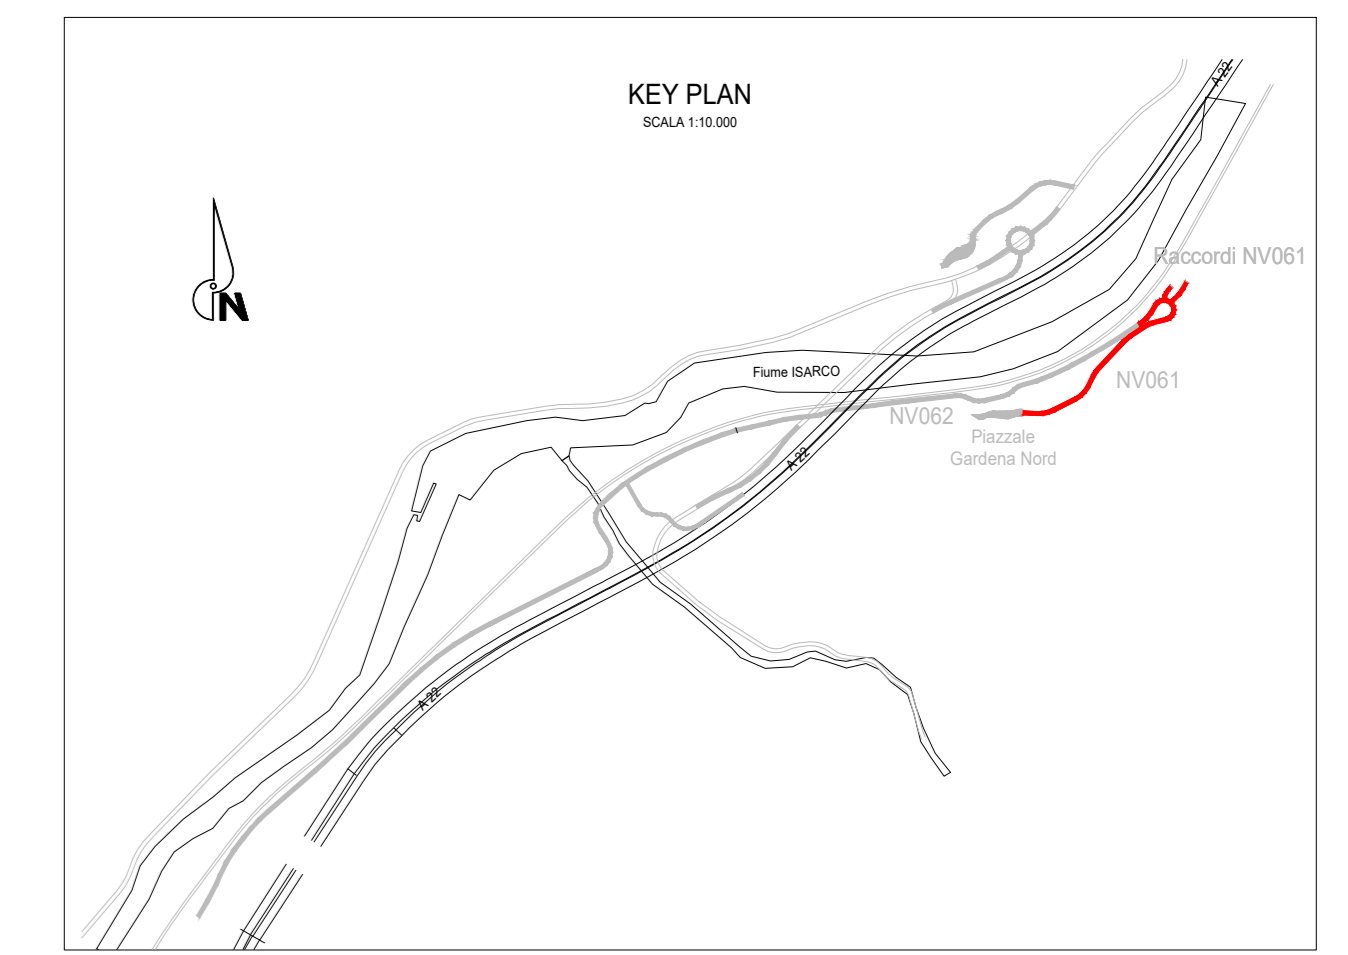 KEY PLAN
SCALA 1:10.000
A 22
N
Raccordi NV061
Fiume ISARCO
NV061
NV062
Piazzale
Gardena Nord
A 22
A 22